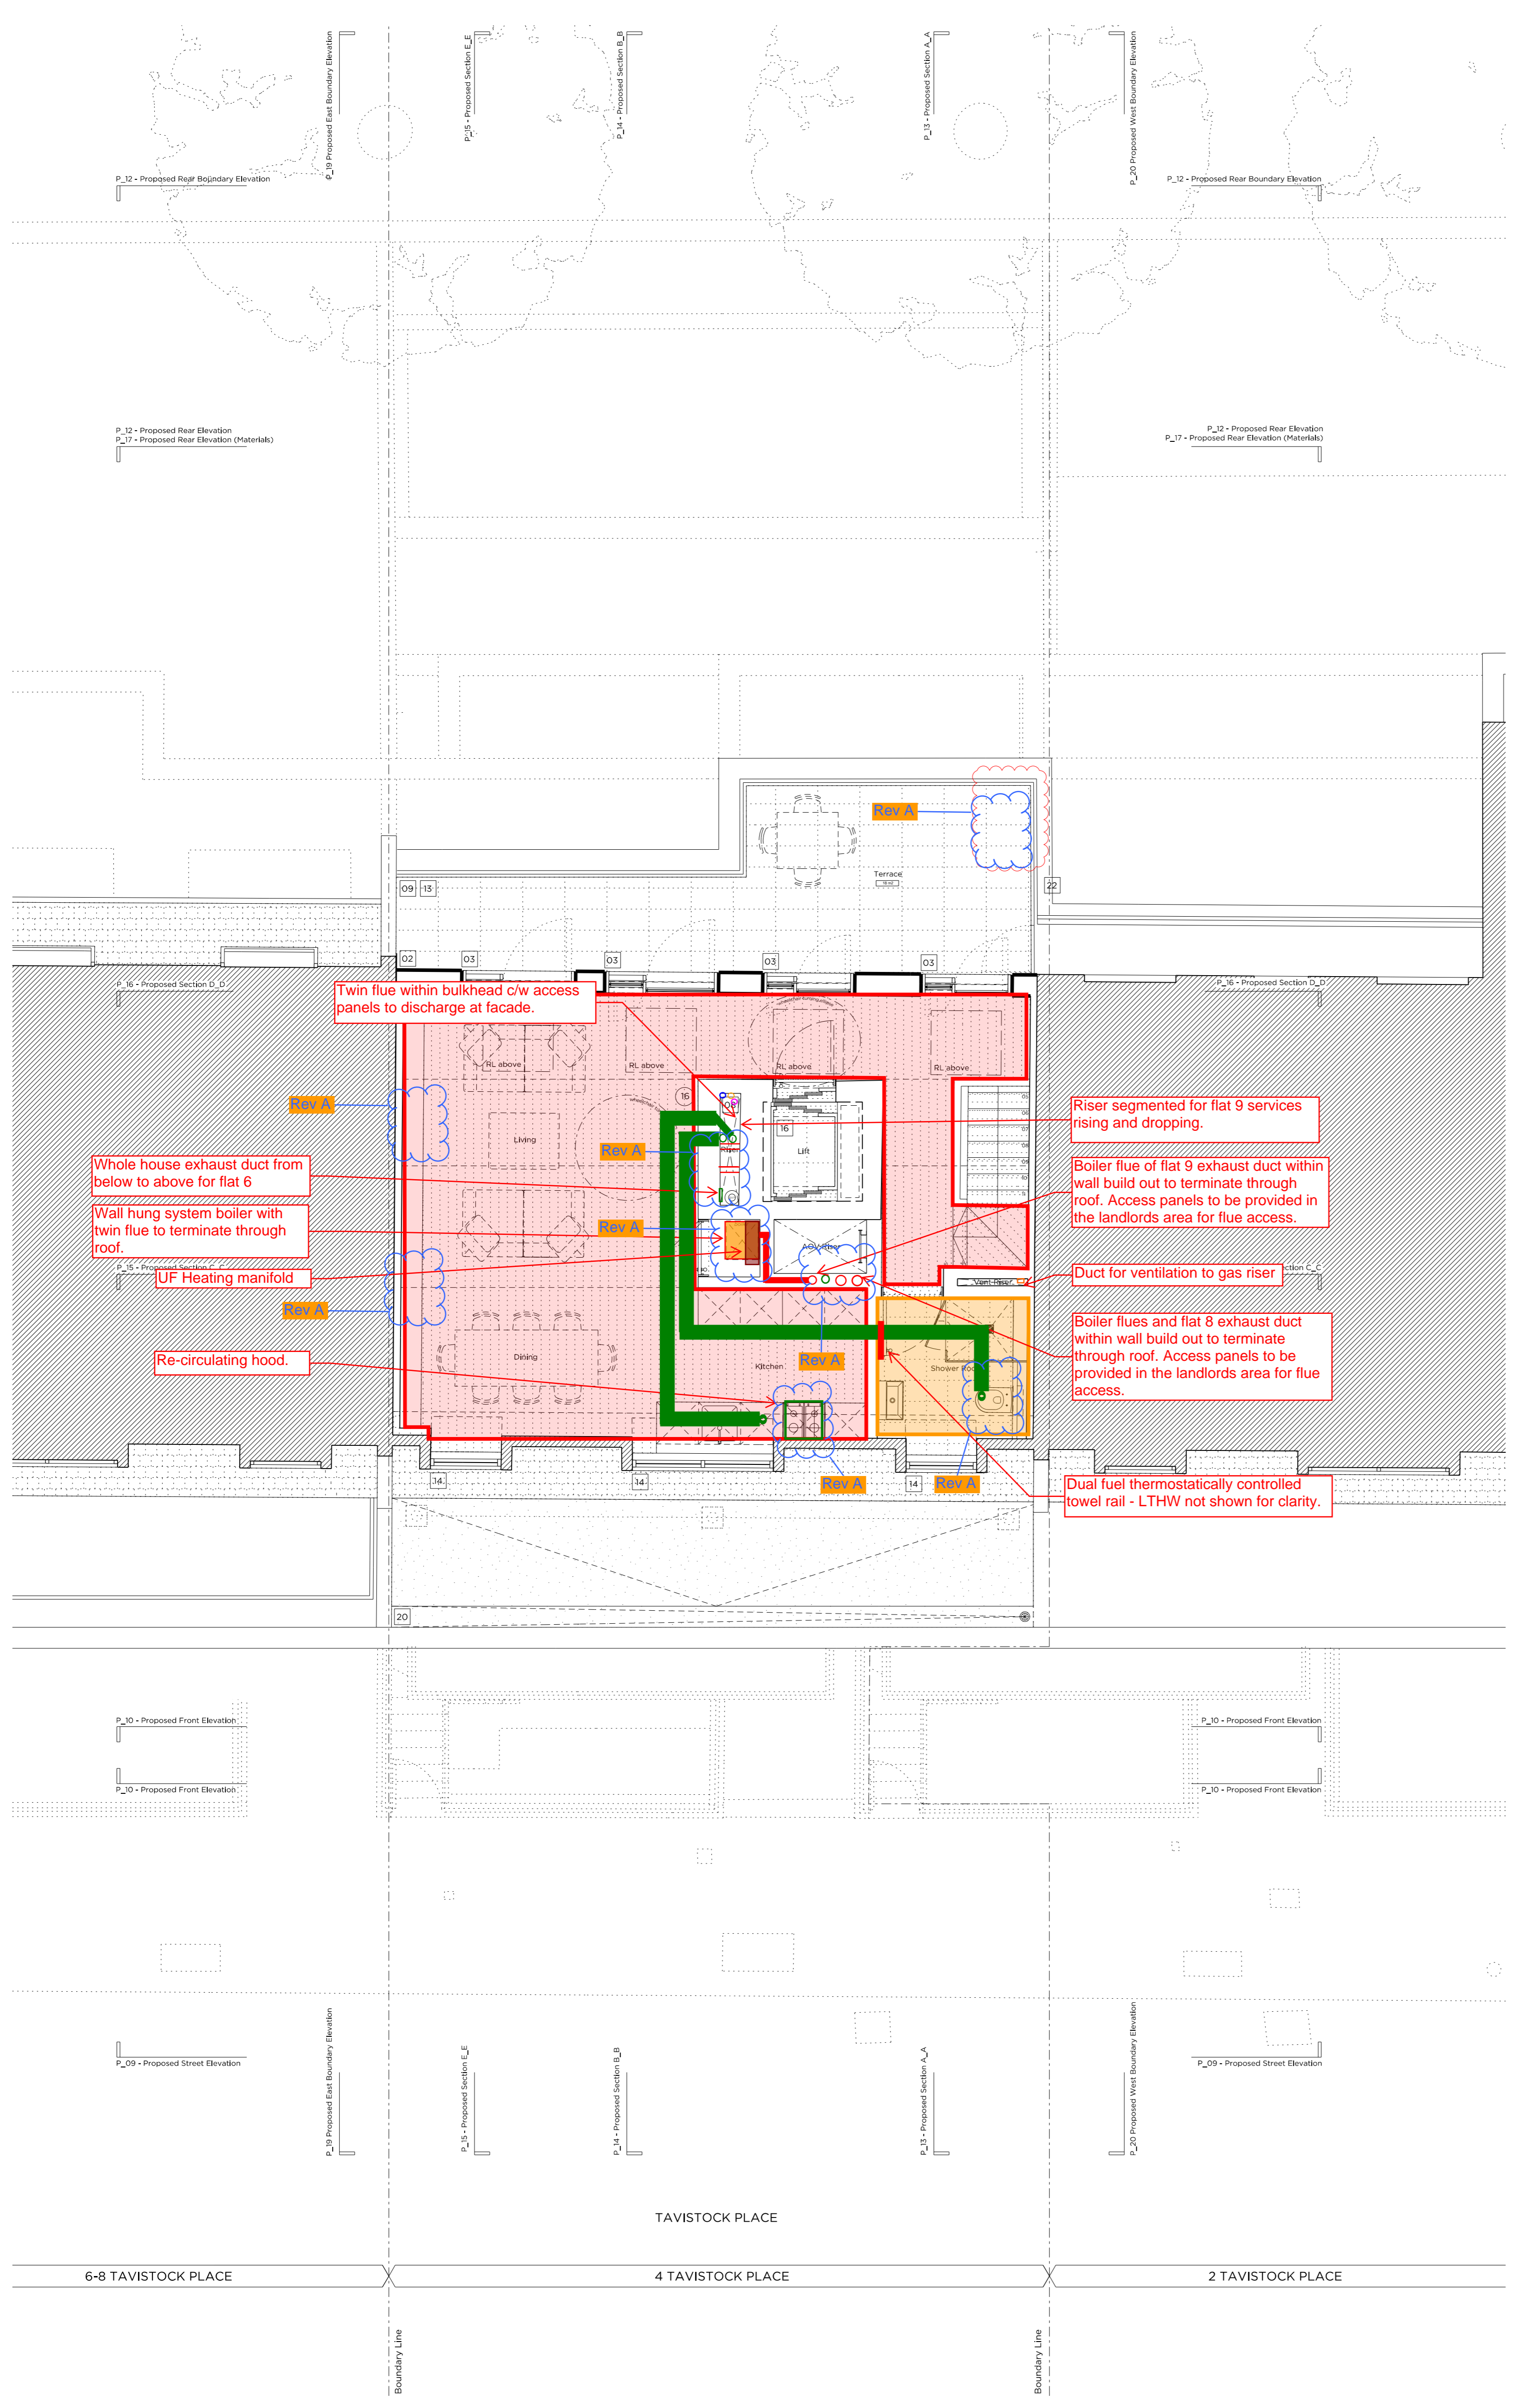 P_19 Proposed East Boundary Elevation
P_15 - Proposed Section E_E
P_14 - Proposed Section B_B
P_13 - Proposed Section A_A
P_20 Proposed West Boundary Elevation
P_12 - Proposed Rear Boundary Elevation
P_12 - Proposed Rear Boundary Elevation
P_12 - Proposed Rear Elevation
P_17 - Proposed Rear Elevation (Materials)
P_12 - Proposed Rear Elevation
P_17 - Proposed Rear Elevation (Materials)
Rev A
Terrace
09
13
22
02
03
03
03
03
P_16 - Proposed Section D_D
P_16 - Proposed Section D_D
Twin flue within bulkhead c/w access
panels to discharge at facade.
RL above
RL above
RL above
RL above
16
Rev A
Riser segmented for flat 9 services
rising and dropping.
16
Living
Lift
Riser
Rev A
Whole house exhaust duct from
below to above for flat 6
Boiler flue of flat 9 exhaust duct within
wall build out to terminate through
roof. Access panels to be provided in
the landlords area for flue access.
Wall hung system boiler with
twin flue to terminate through
roof.
Rev A
AOV Riser
P_15 - Proposed Section C_C
ction C_C
UF Heating manifold
Duct for ventilation to gas riser
Vent Riser
Rev A
Boiler flues and flat 8 exhaust duct
within wall build out to terminate
through roof. Access panels to be
provided in the landlords area for flue
access.
Re-circulating hood.
Dining
Kitchen
Rev A
Shower Roo
14
14
14
Rev A
Rev A
Dual fuel thermostatically controlled
towel rail - LTHW not shown for clarity.
20
P_10 - Proposed Front Elevation
P_10 - Proposed Front Elevation
P_10 - Proposed Front Elevation
P_10 - Proposed Front Elevation
P_09 - Proposed Street Elevation
P_09 - Proposed Street Elevation
P_19 Proposed East Boundary Elevation
P_15 - Proposed Section E_E
P_14 - Proposed Section B_B
P_13 - Proposed Section A_A
P_20 Proposed West Boundary Elevation
TAVISTOCK PLACE
6-8 TAVISTOCK PLACE
4 TAVISTOCK PLACE
2 TAVISTOCK PLACE
Boundary Line
Boundary Line